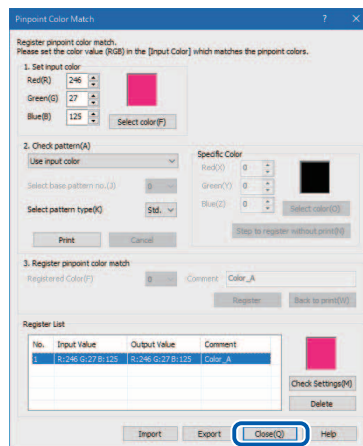 Pinpoint Color Match ? X
Register pinpoint color match.
Please set the color value (RGB) in the [Input Color] which matches the pinpoint colors.
1. Set input color
Red(R) 246
Green(G) 27
Blue(B) 125
Select color(F)
2. Check pattern(A)
Use input color
Select base pattern no.(J) 0
Select pattern type(K) Std.
Print Cancel
Specific Color
Red(X) 0
Green(Y) 0
Blue(Z) 0
Select color(O)
Step to register without print(N)
3. Register pinpoint color match
Registered Color(F) 0 Comment Color_A
Register Back to print(W)
Register List
No. Input Value Output Value Comment
1 R:246 G:27 B:125 R:246 G:27 B:125 Color_A
Check Settings(M)
Delete
Import Export Close(Q) Help